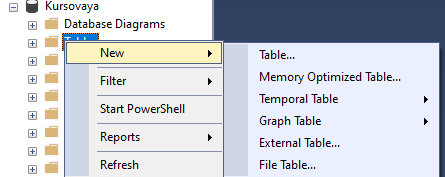 Kursovaya
Database Diagrams
New
Filter
Start PowerShell
Reports
Refresh
Table...
Memory Optimized Table...
Temporal Table
Graph Table
External Table...
File Table...